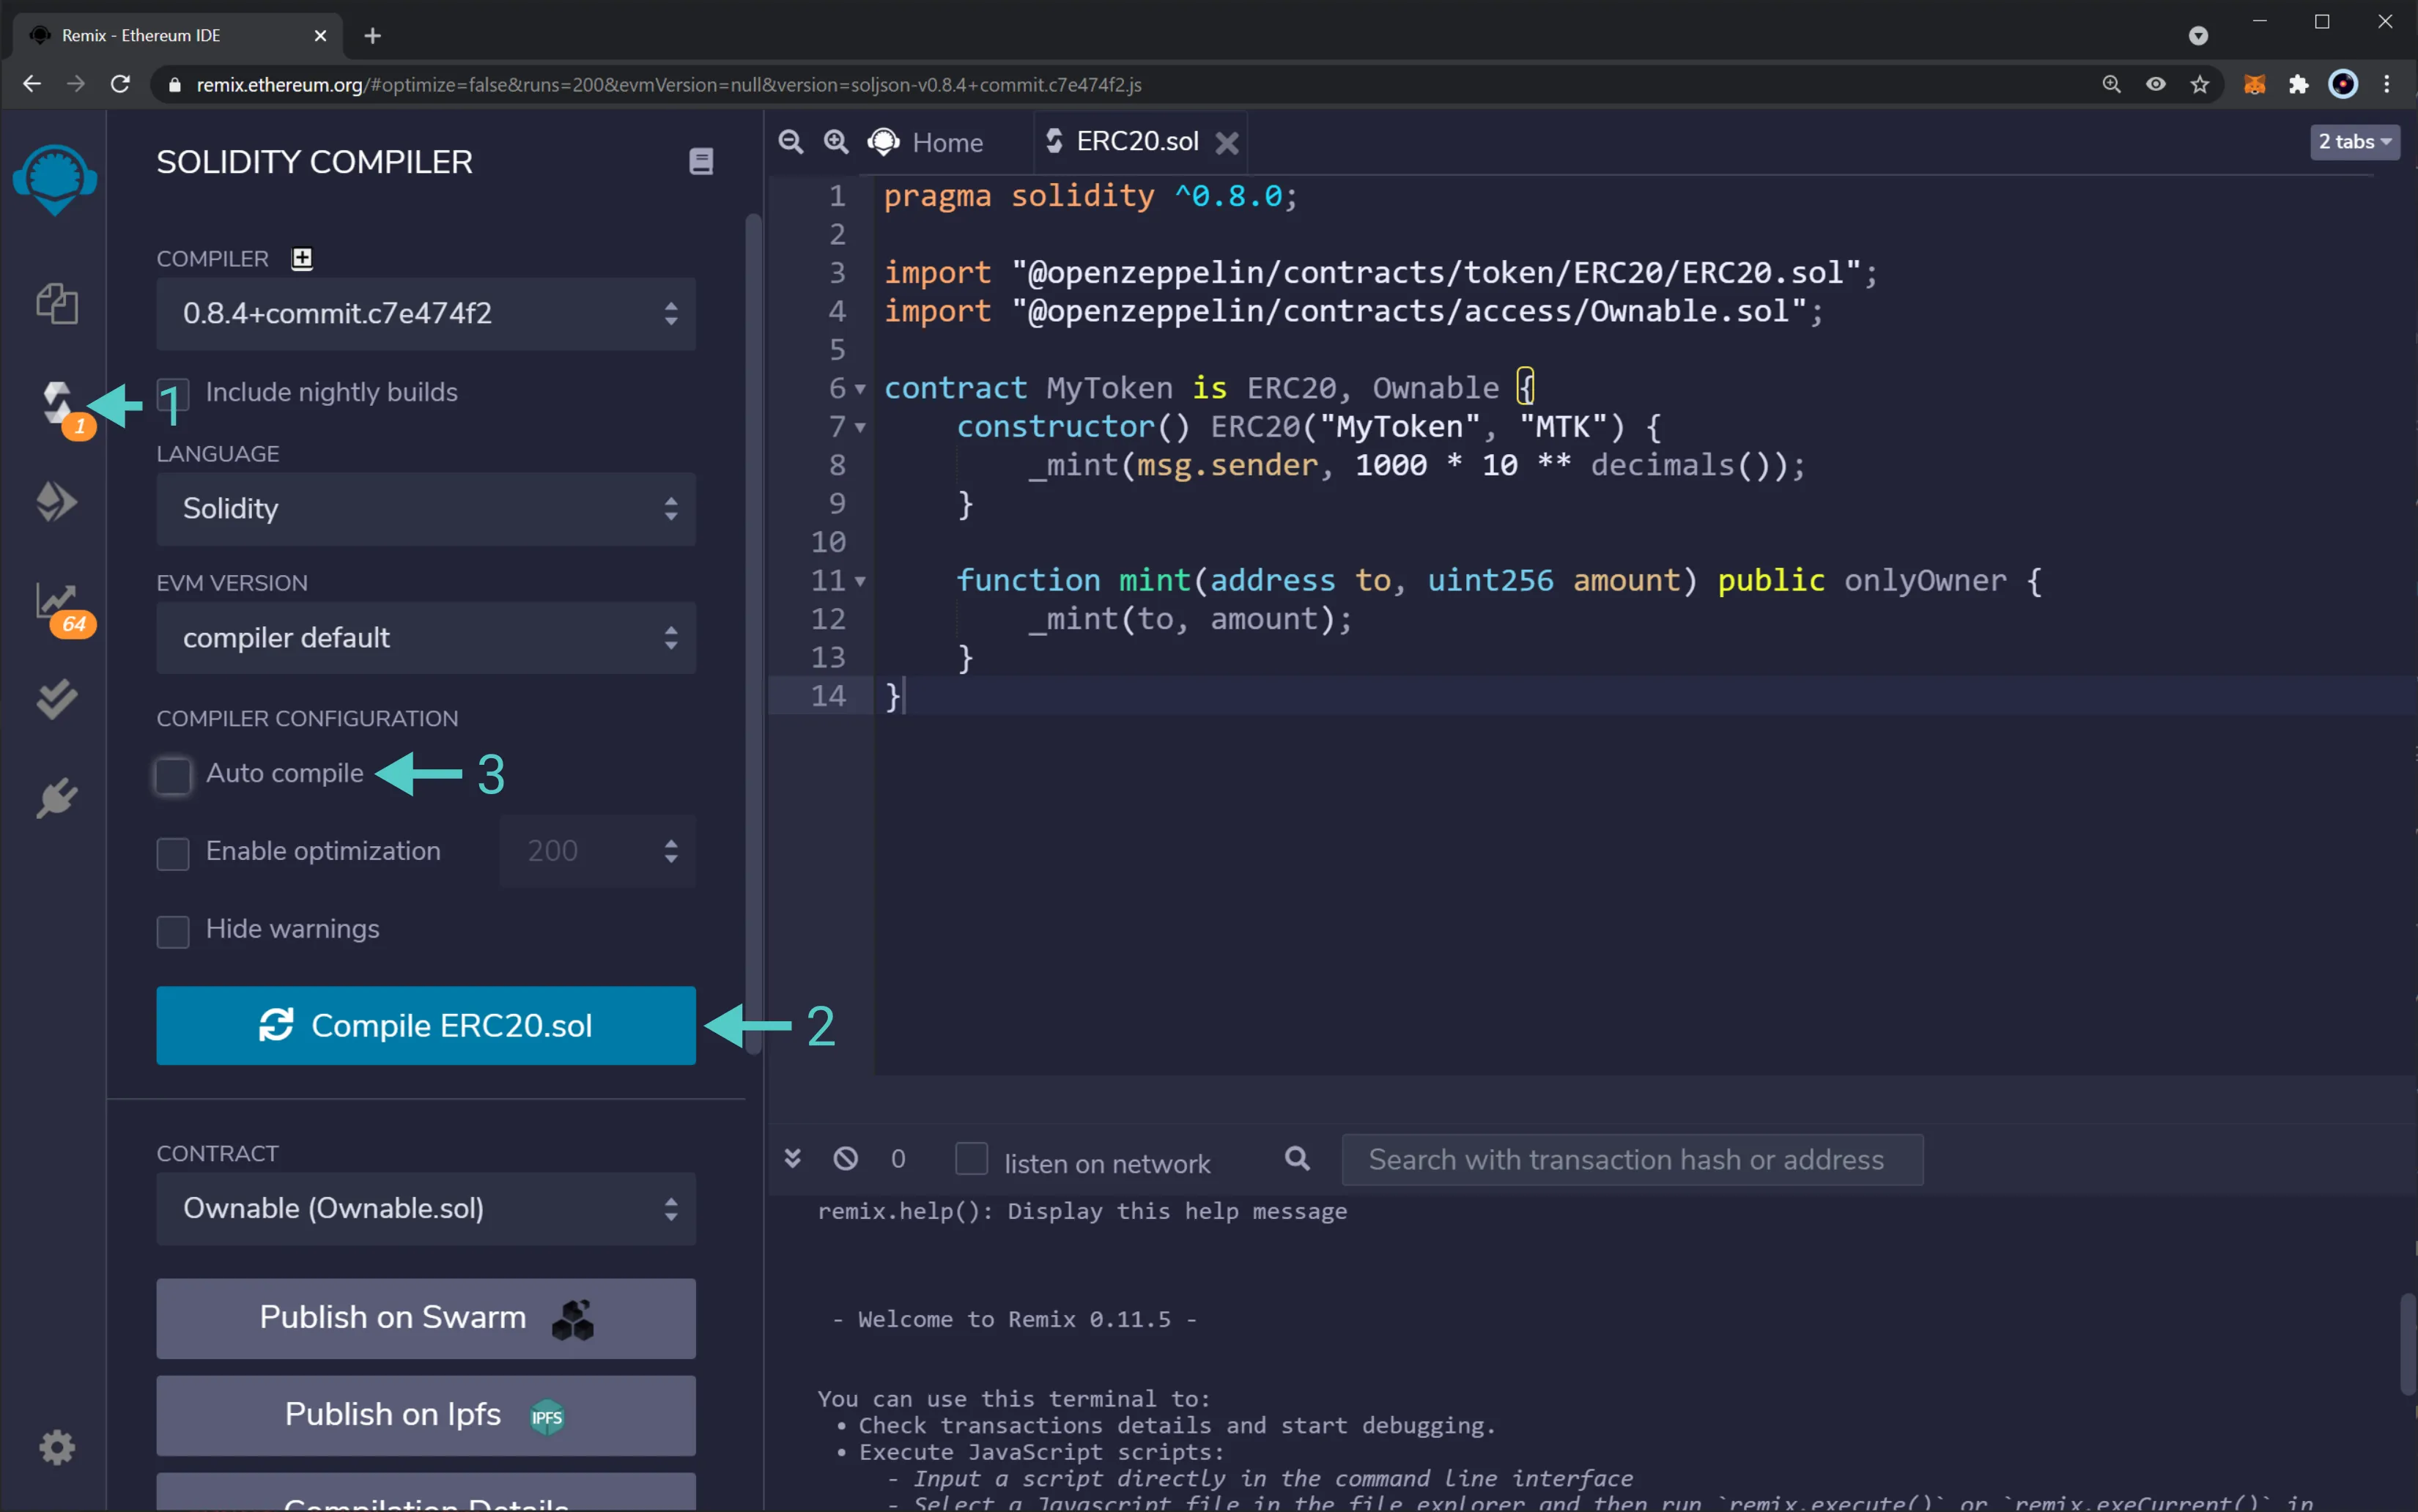 Remix - Ethereum IDE
remix.ethereum.org/#optimize=false&runs=200&evmVersion=null&version=soljson-v0.8.4+commit.c7e474f2.js
SOLIDITY COMPILER
COMPILER
0.8.4+commit.c7e474f2
1
1
Include nightly builds
LANGUAGE
Solidity
EVM VERSION
64
compiler default
COMPILER CONFIGURATION
Auto compile
3
Enable optimization
200
Hide warnings
Compile ERC20.sol
2
CONTRACT
Ownable (Ownable.sol)
Publish on Swarm
Publish on Ipfs
IPFS
Compilation Details
Home
ERC20.sol
2 tabs
1 pragma solidity ^0.8.0;
2
3 import "@openzeppelin/contracts/token/ERC20/ERC20.sol";
4 import "@openzeppelin/contracts/access/Ownable.sol";
5
6 contract MyToken is ERC20, Ownable {
7 constructor() ERC20("MyToken", "MTK") {
8 _mint(msg.sender, 1000 * 10 ** decimals());
9 }
10
11 function mint(address to, uint256 amount) public onlyOwner {
12 _mint(to, amount);
13 }
14 }
0
listen on network
Search with transaction hash or address
remix.help(): Display this help message
- Welcome to Remix 0.11.5 -
You can use this terminal to:
• Check transactions details and start debugging.
• Execute JavaScript scripts:
- Input a script directly in the command line interface
- Select a Javascript file in the file explorer and then run `remix.execute()` or `remix.exeCurrent()` in